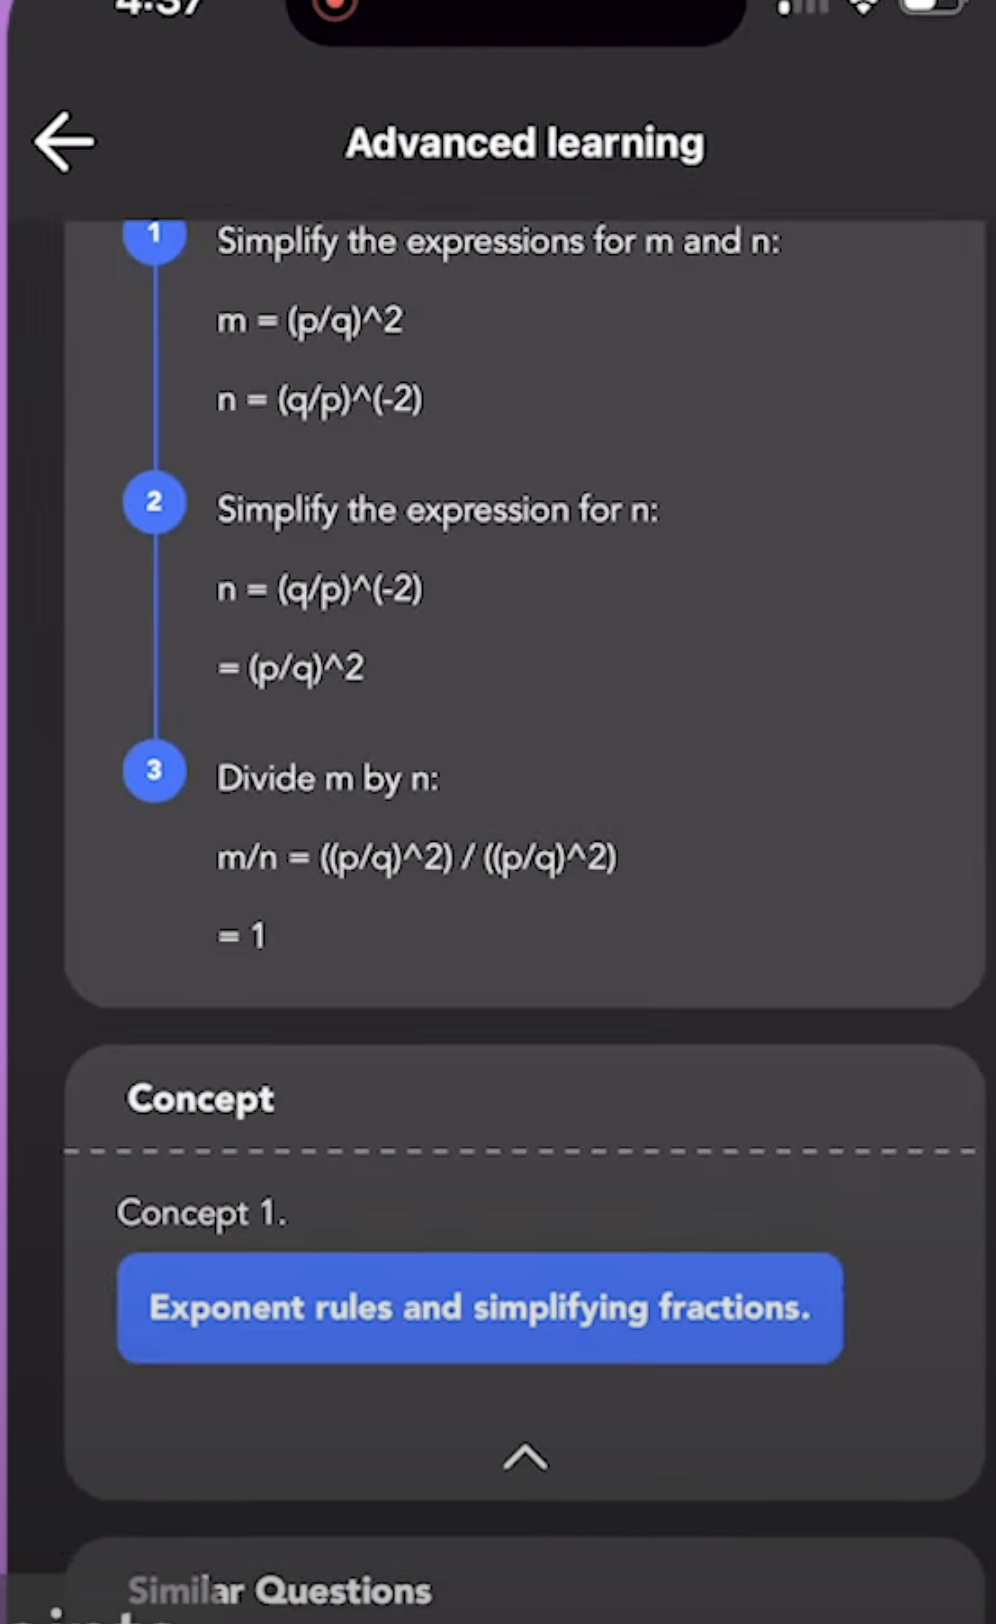 4:37
Advanced learning
1
Simplify the expressions for m and n:
m = (p/q)^2
n = (q/p)^(-2)
2
Simplify the expression for n:
n = (q/p)^(-2)
= (p/q)^2
3
Divide m by n:
m/n = ((p/q)^2) / ((p/q)^2)
= 1
Concept
Concept 1.
Exponent rules and simplifying fractions.
Similar Questions